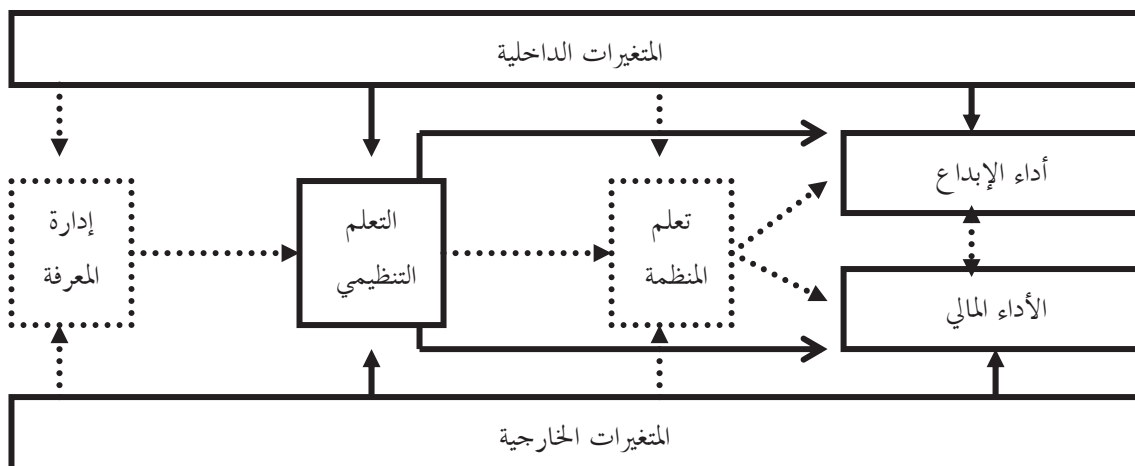 المتغيرات الداخلية
أداء الإبداع
إدارة
المعرفة
التعلم
التنظيمي
تعلم
المنظمة
الأداء المالي
المتغيرات الخارجية